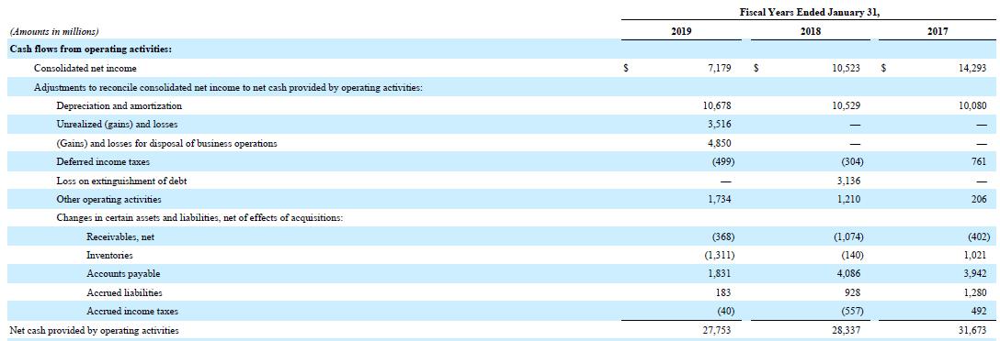 Fiscal Years Ended January 31,
(Amounts in millions) 2019 2018 2017
Cash flows from operating activities:
Consolidated net income $ 7,179 $ 10,523 $ 14,293
Adjustments to reconcile consolidated net income to net cash provided by operating activities:
Depreciation and amortization 10,678 10,529 10,080
Unrealized (gains) and losses 3,516 — —
(Gains) and losses for disposal of business operations 4,850 — —
Deferred income taxes (499) (304) 761
Loss on extinguishment of debt — 3,136 —
Other operating activities 1,734 1,210 206
Changes in certain assets and liabilities, net of effects of acquisitions:
Receivables, net (368) (1,074) (402)
Inventories (1,311) (140) 1,021
Accounts payable 1,831 4,086 3,942
Accrued liabilities 183 928 1,280
Accrued income taxes (40) (557) 492
Net cash provided by operating activities 27,753 28,337 31,673